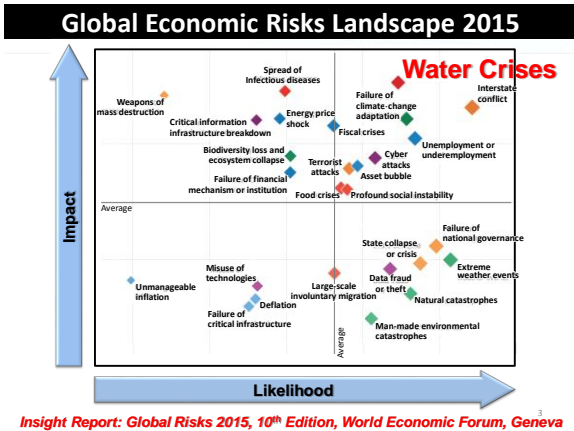 Global Economic Risks Landscape 2015
Water Crises
Spread of
Infectious diseases
Interstate
conflict
Weapons of
mass destruction
Failure of
climate-change
adaptation
Critical information
infrastructure breakdown
Energy price
shock
Fiscal crises
Unemployment or
underemployment
Biodiversity loss and
ecosystem collapse
Terrorist
attacks
Cyber
attacks
Asset bubble
Failure of financial
mechanism or institution
Food crises
Profound social instability
Average
Impact
Failure of
national governance
State collapse
or crisis
Extreme
weather events
Misuse of
technologies
Data fraud
or theft
Unmanageable
inflation
Large-scale
involuntary migration
Natural catastrophes
Deflation
Failure of
critical infrastructure
Man-made environmental
catastrophes
Average
Likelihood
3
Insight Report: Global Risks 2015, 10th Edition, World Economic Forum, Geneva